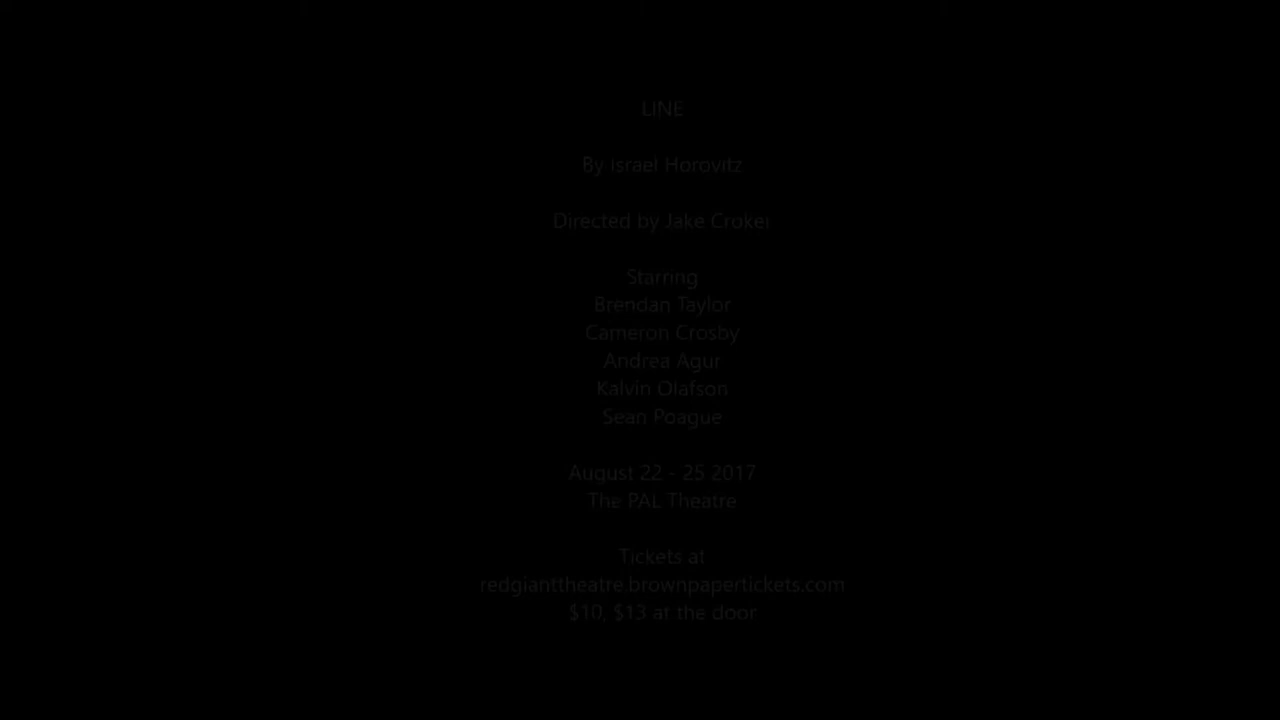 LINE
By Israel Horovitz
Directed by Jake Croker
Starring
Brendan Taylor
Cameron Crosby
Andrea Agur
Kalvin Olafson
Sean Poague
August 22 - 25 2017
The PAL Theatre
Tickets at
redgianttheatre.brownpapertickets.com
$10, $13 at the door